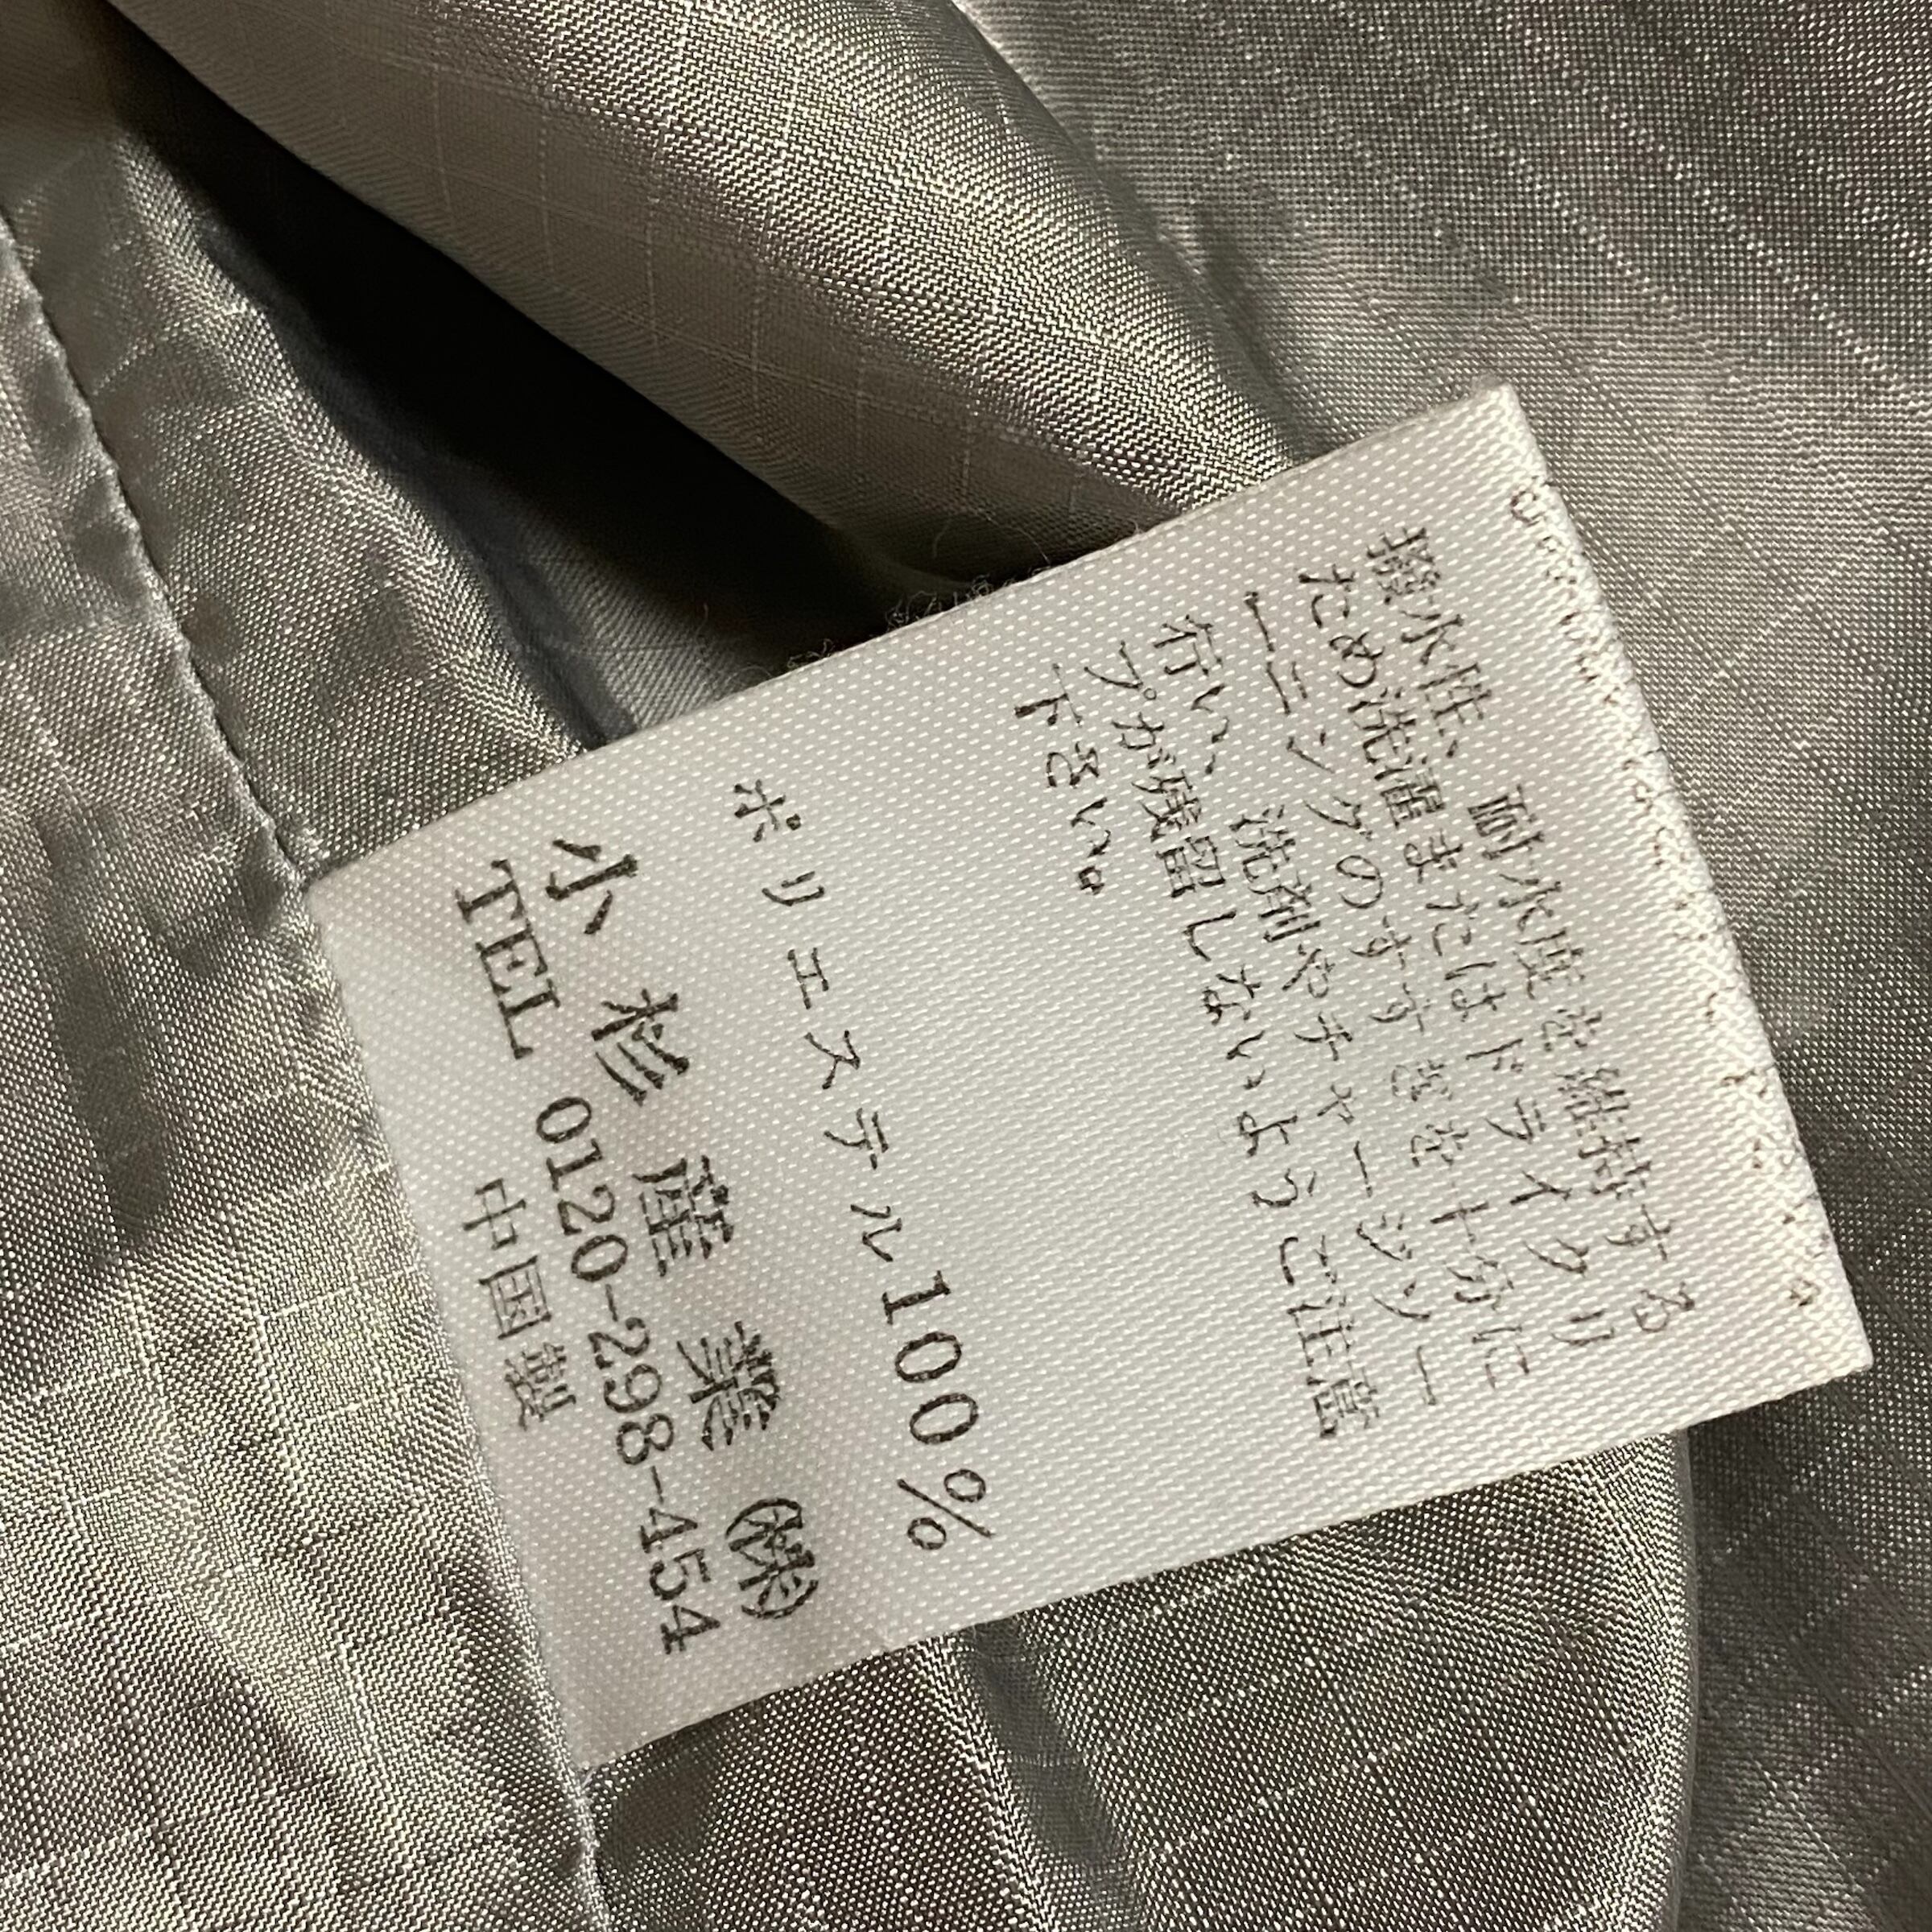 撥水性、耐水度を維持する
ため洗濯またはドライクリ
ーニングのすすぎを十分に
行い、洗剤やチャージソー
プが残留しないようご注意
下さい。
ポリエステル100%
小杉産業㈱
TEL 0120-298-454
中国製